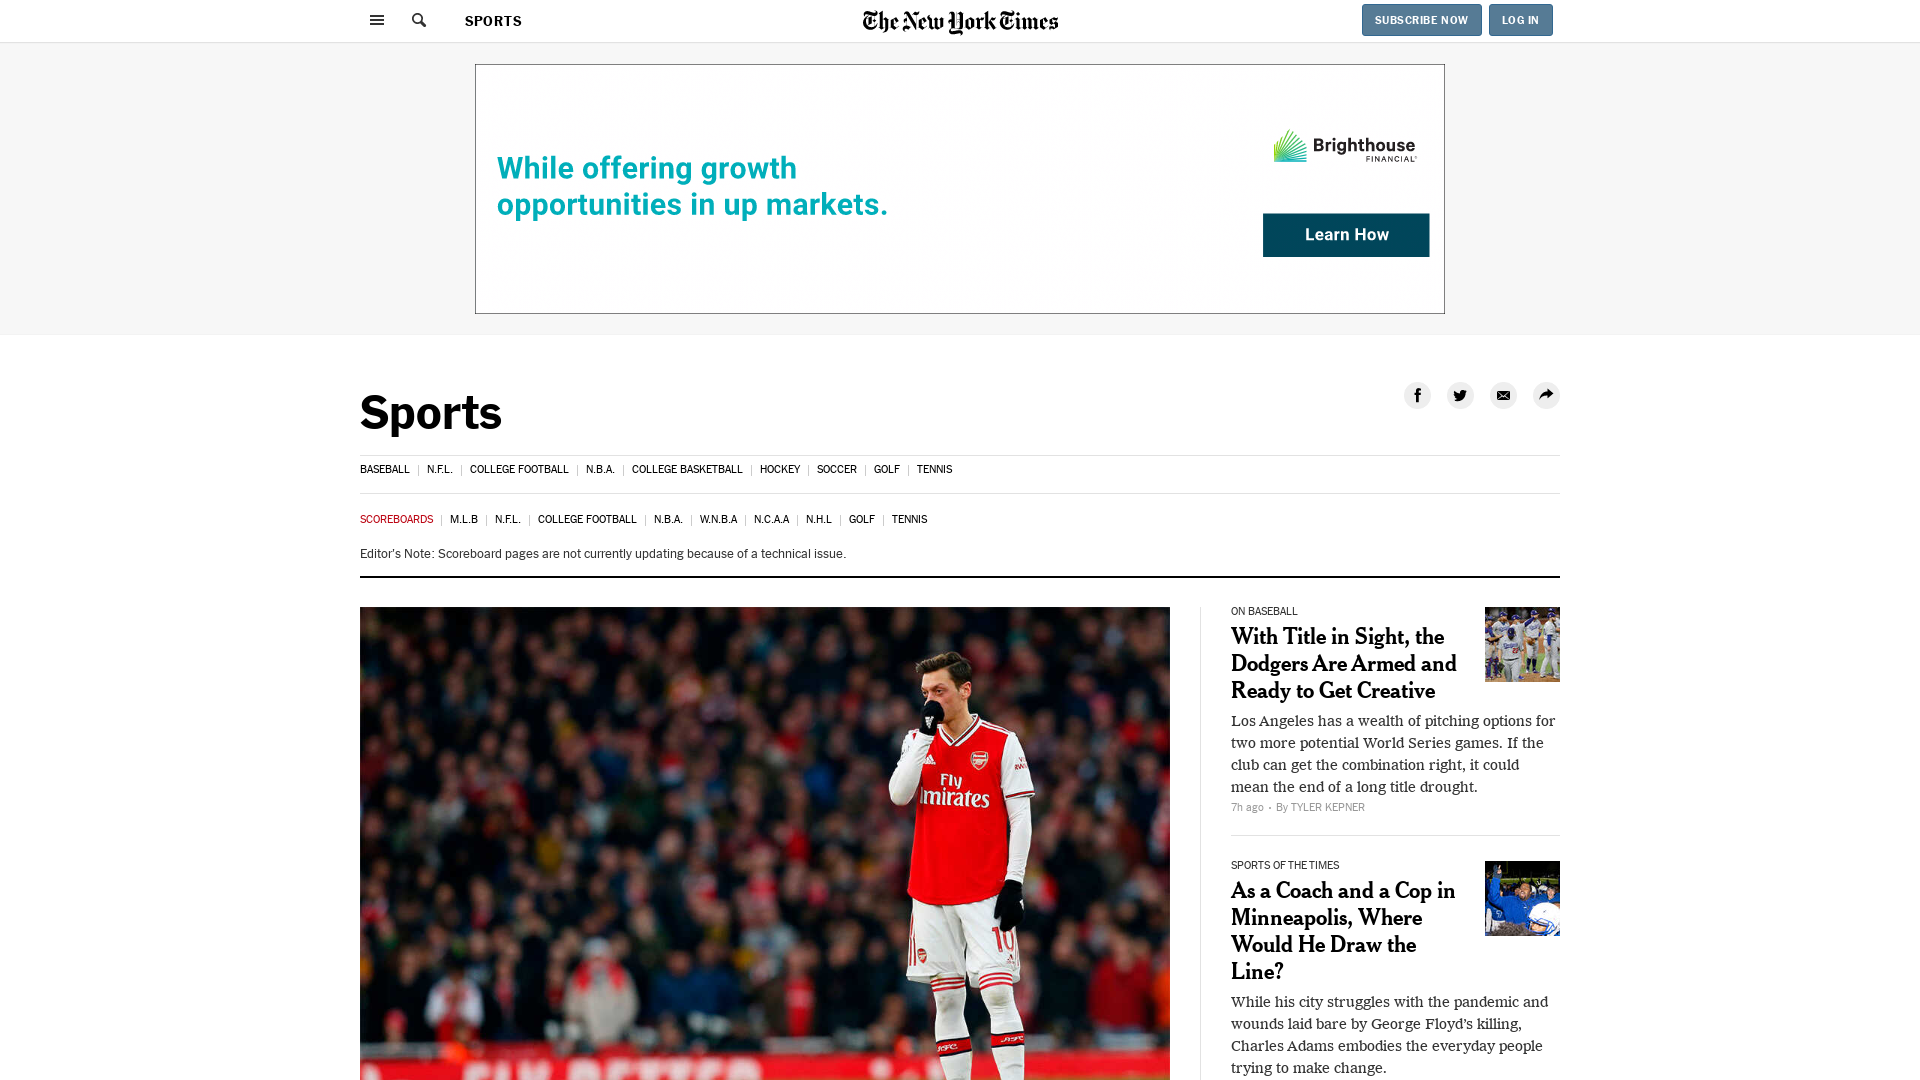 SPORTS
The New York Times
SUBSCRIBE NOW
LOG IN
While offering growth
opportunities in up markets.
Brighthouse
FINANCIAL
Learn How
Sports
BASEBALL
N.F.L.
COLLEGE FOOTBALL
N.B.A.
COLLEGE BASKETBALL
HOCKEY
SOCCER
GOLF
TENNIS
SCOREBOARDS
M.L.B
N.F.L.
COLLEGE FOOTBALL
N.B.A.
W.N.B.A
N.C.A.A
N.H.L
GOLF
TENNIS
Editor's Note: Scoreboard pages are not currently updating because of a technical issue.
Fly
Emirates
10
ON BASEBALL
With Title in Sight, the
Dodgers Are Armed and
Ready to Get Creative
Los Angeles has a wealth of pitching options for
two more potential World Series games. If the
club can get the combination right, it could
mean the end of a long title drought.
7h ago • By TYLER KEPNER
SPORTS OF THE TIMES
As a Coach and a Cop in
Minneapolis, Where
Would He Draw the
Line?
While his city struggles with the pandemic and
wounds laid bare by George Floyd’s killing,
Charles Adams embodies the everyday people
trying to make change.